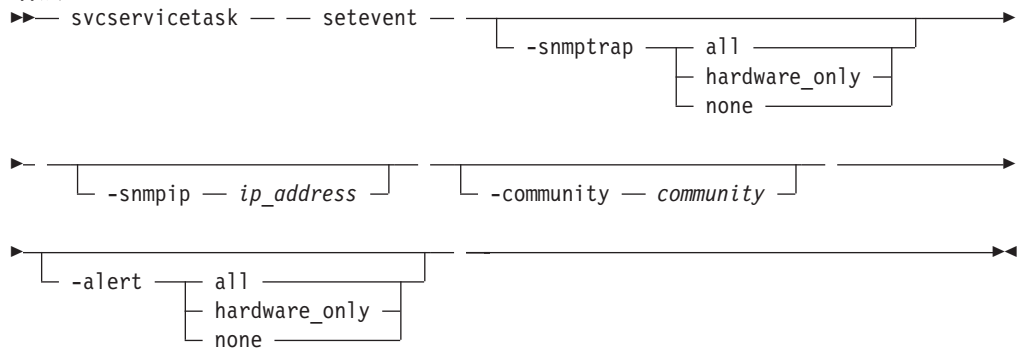 svcservicetask — — setevent
-snmptrap — all
hardware_only
none
-snmpip — ip_address
-community — community
-alert — all
hardware_only
none